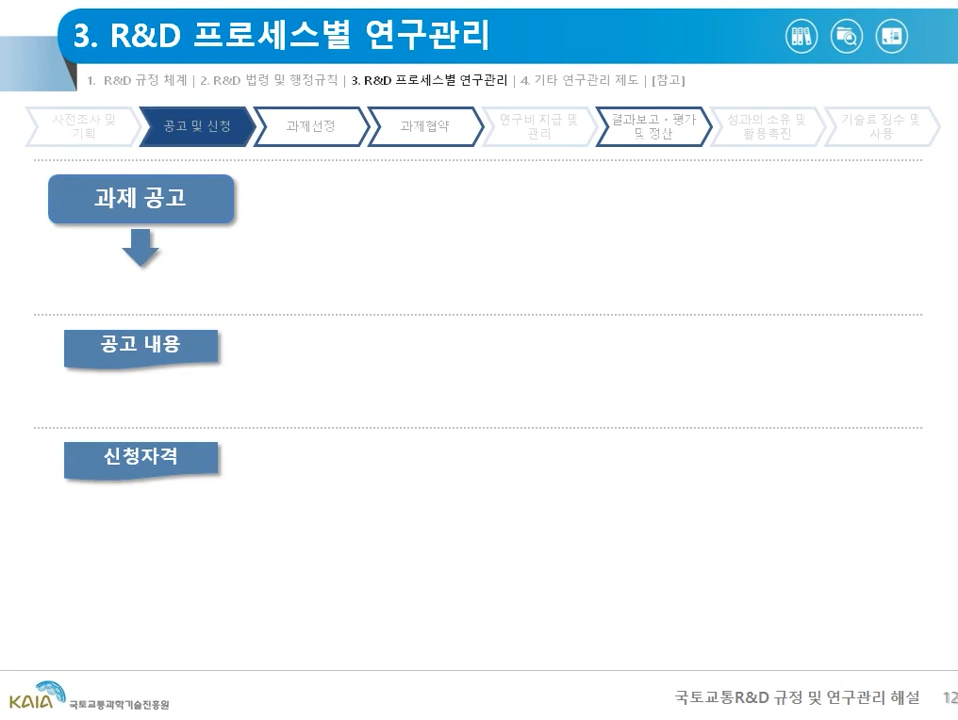 3. R&D 프로세스별 연구관리
1. R&D 규정 체계 | 2. R&D 법령 및 행정규칙 | 3. R&D 프로세스별 연구관리 | 4. 기타 연구관리 제도 | [참고]
사전조사 및
기획
공고 및 신청
과제선정
과제협약
연구비 지급 및
관리
결과보고·평가
및 정산
성과의 소유 및
활용촉진
기술료 징수 및
사용
과제 공고
공고 내용
신청자격
KAIA 국토교통과학기술진흥원
국토교통R&D 규정 및 연구관리 해설 12